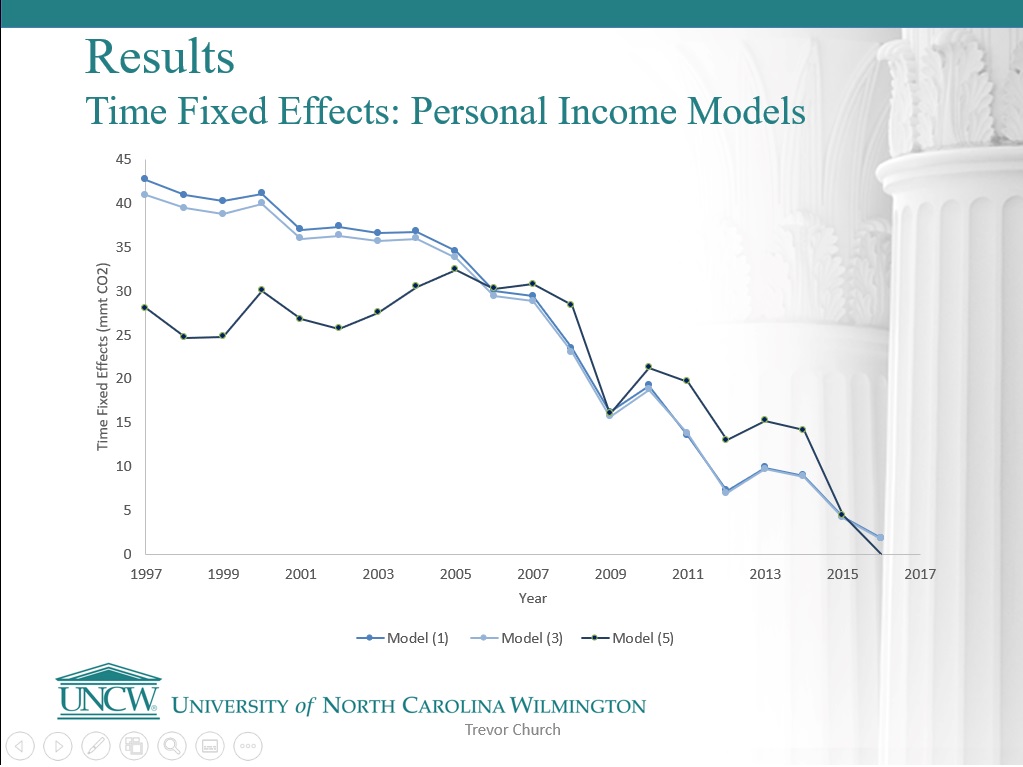 Results
Time Fixed Effects: Personal Income Models
45
40
35
30
25
20
15
10
5
0
Time Fixed Effects (mmt CO2)
1997 1999 2001 2003 2005 2007 2009 2011 2013 2015 2017
Year
Model (1) Model (3) Model (5)
UNCW®
UNIVERSITY of NORTH CAROLINA WILMINGTON
Trevor Church